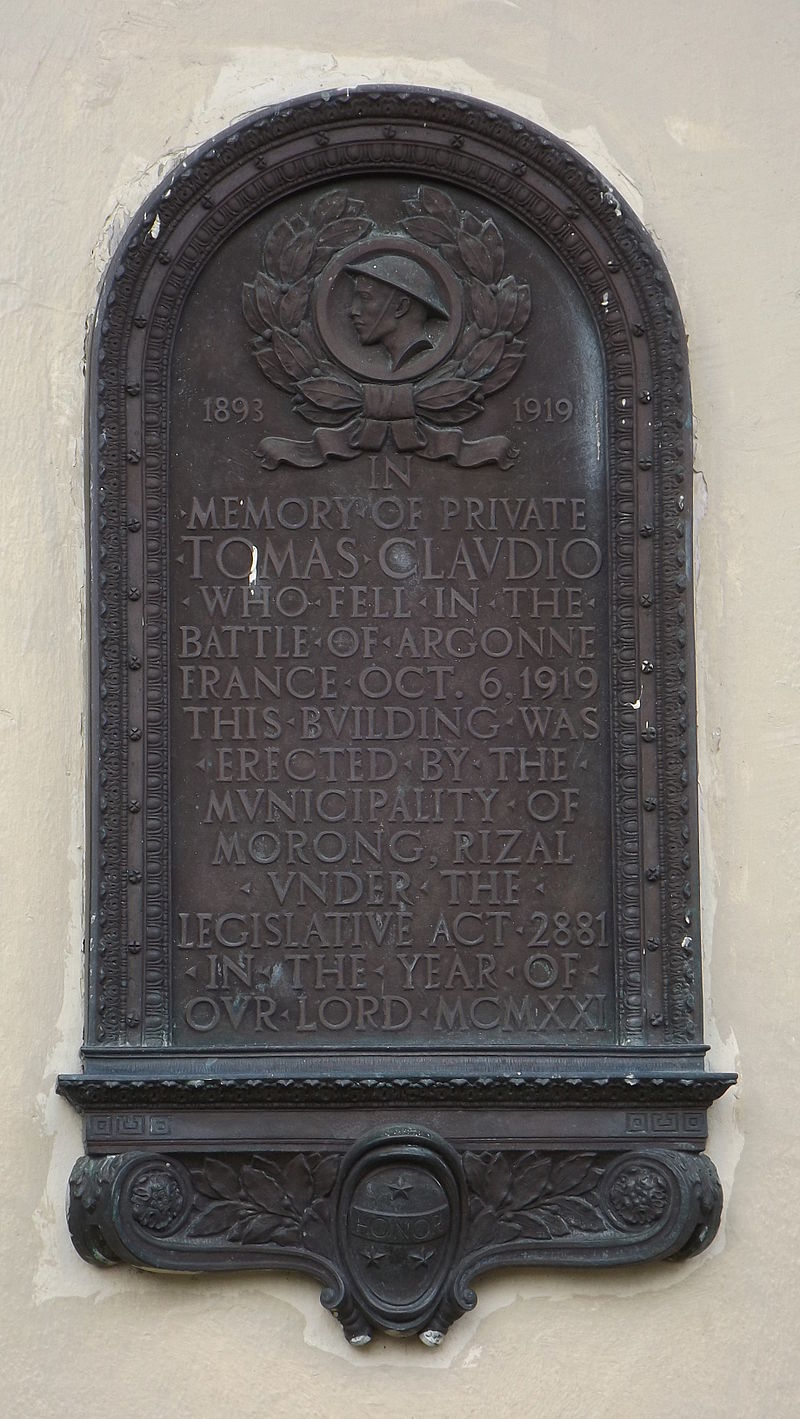 1893 1919
IN
MEMORY·OF PRIVATE
TOMAS·CLAVDIO
·WHO·FELL·IN·THE·
BATTLE·OF·ARGONNE
FRANCE·OCT. 6, 1919
THIS·BVILDING·WAS
·ERECTED·BY·THE·
MVNICIPALITY·OF
MORONG, RIZAL
·VNDER·THE·
LEGISLATIVE ACT·2881
·IN·THE·YEAR·OF·
OVR·LORD·MCMXXI
HONOR